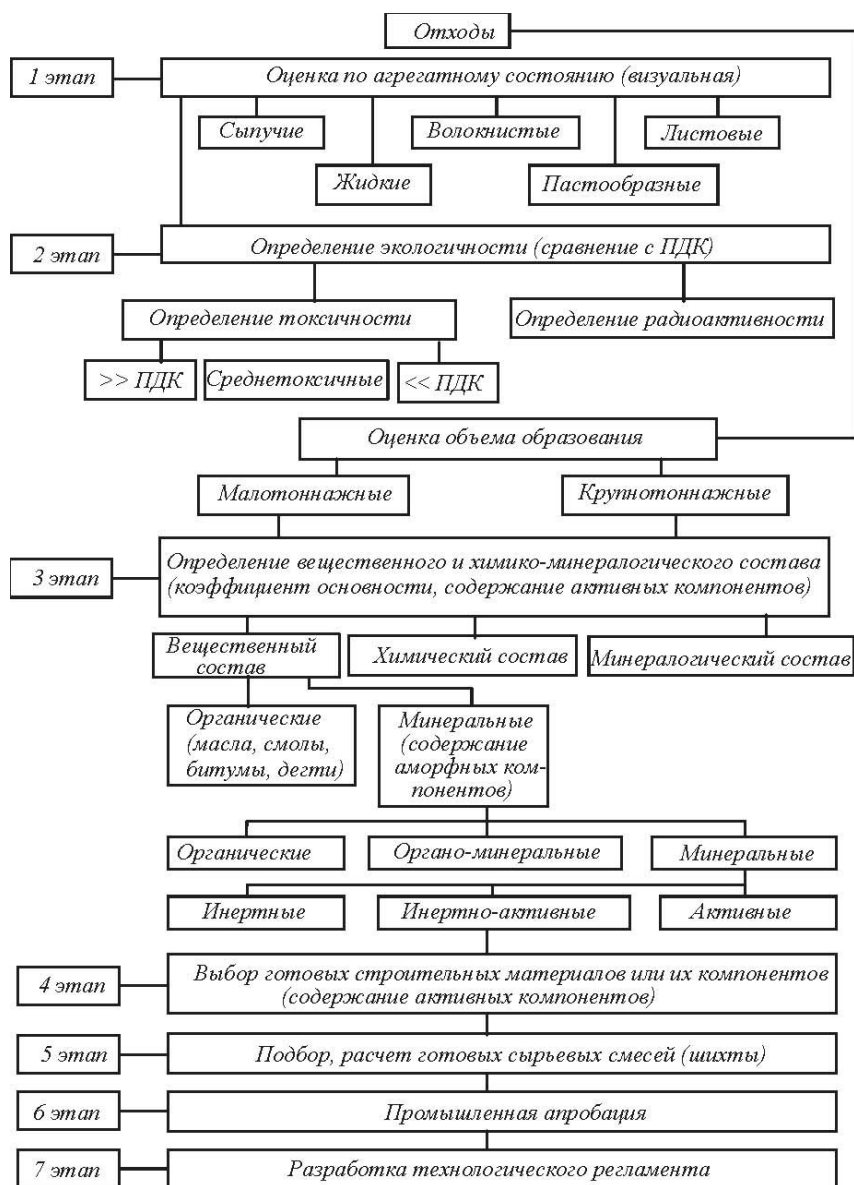 Отходы
1 этап
Оценка по агрегатному состоянию (визуальная)
Сыпучие
Волокнистые
Листовые
Жидкие
Пастообразные
2 этап
Определение экологичности (сравнение с ПДК)
Определение токсичности
Определение радиоактивности
>> ПДК
Среднетоксичные
<< ПДК
Оценка объема образования
Малотоннажные
Крупнотоннажные
3 этап
Определение вещественного и химико-минералогического состава
(коэффициент основности, содержание активных компонентов)
Вещественный
состав
Химический состав
Минералогический состав
Органические
(масла, смолы,
битумы, дегти)
Минеральные
(содержание
аморфных ком-
понентов)
Органические
Органо-минеральные
Минеральные
Инертные
Инертно-активные
Активные
4 этап
Выбор готовых строительных материалов или их компонентов
(содержание активных компонентов)
5 этап
Подбор, расчет готовых сырьевых смесей (шихты)
6 этап
Промышленная апробация
7 этап
Разработка технологического регламента